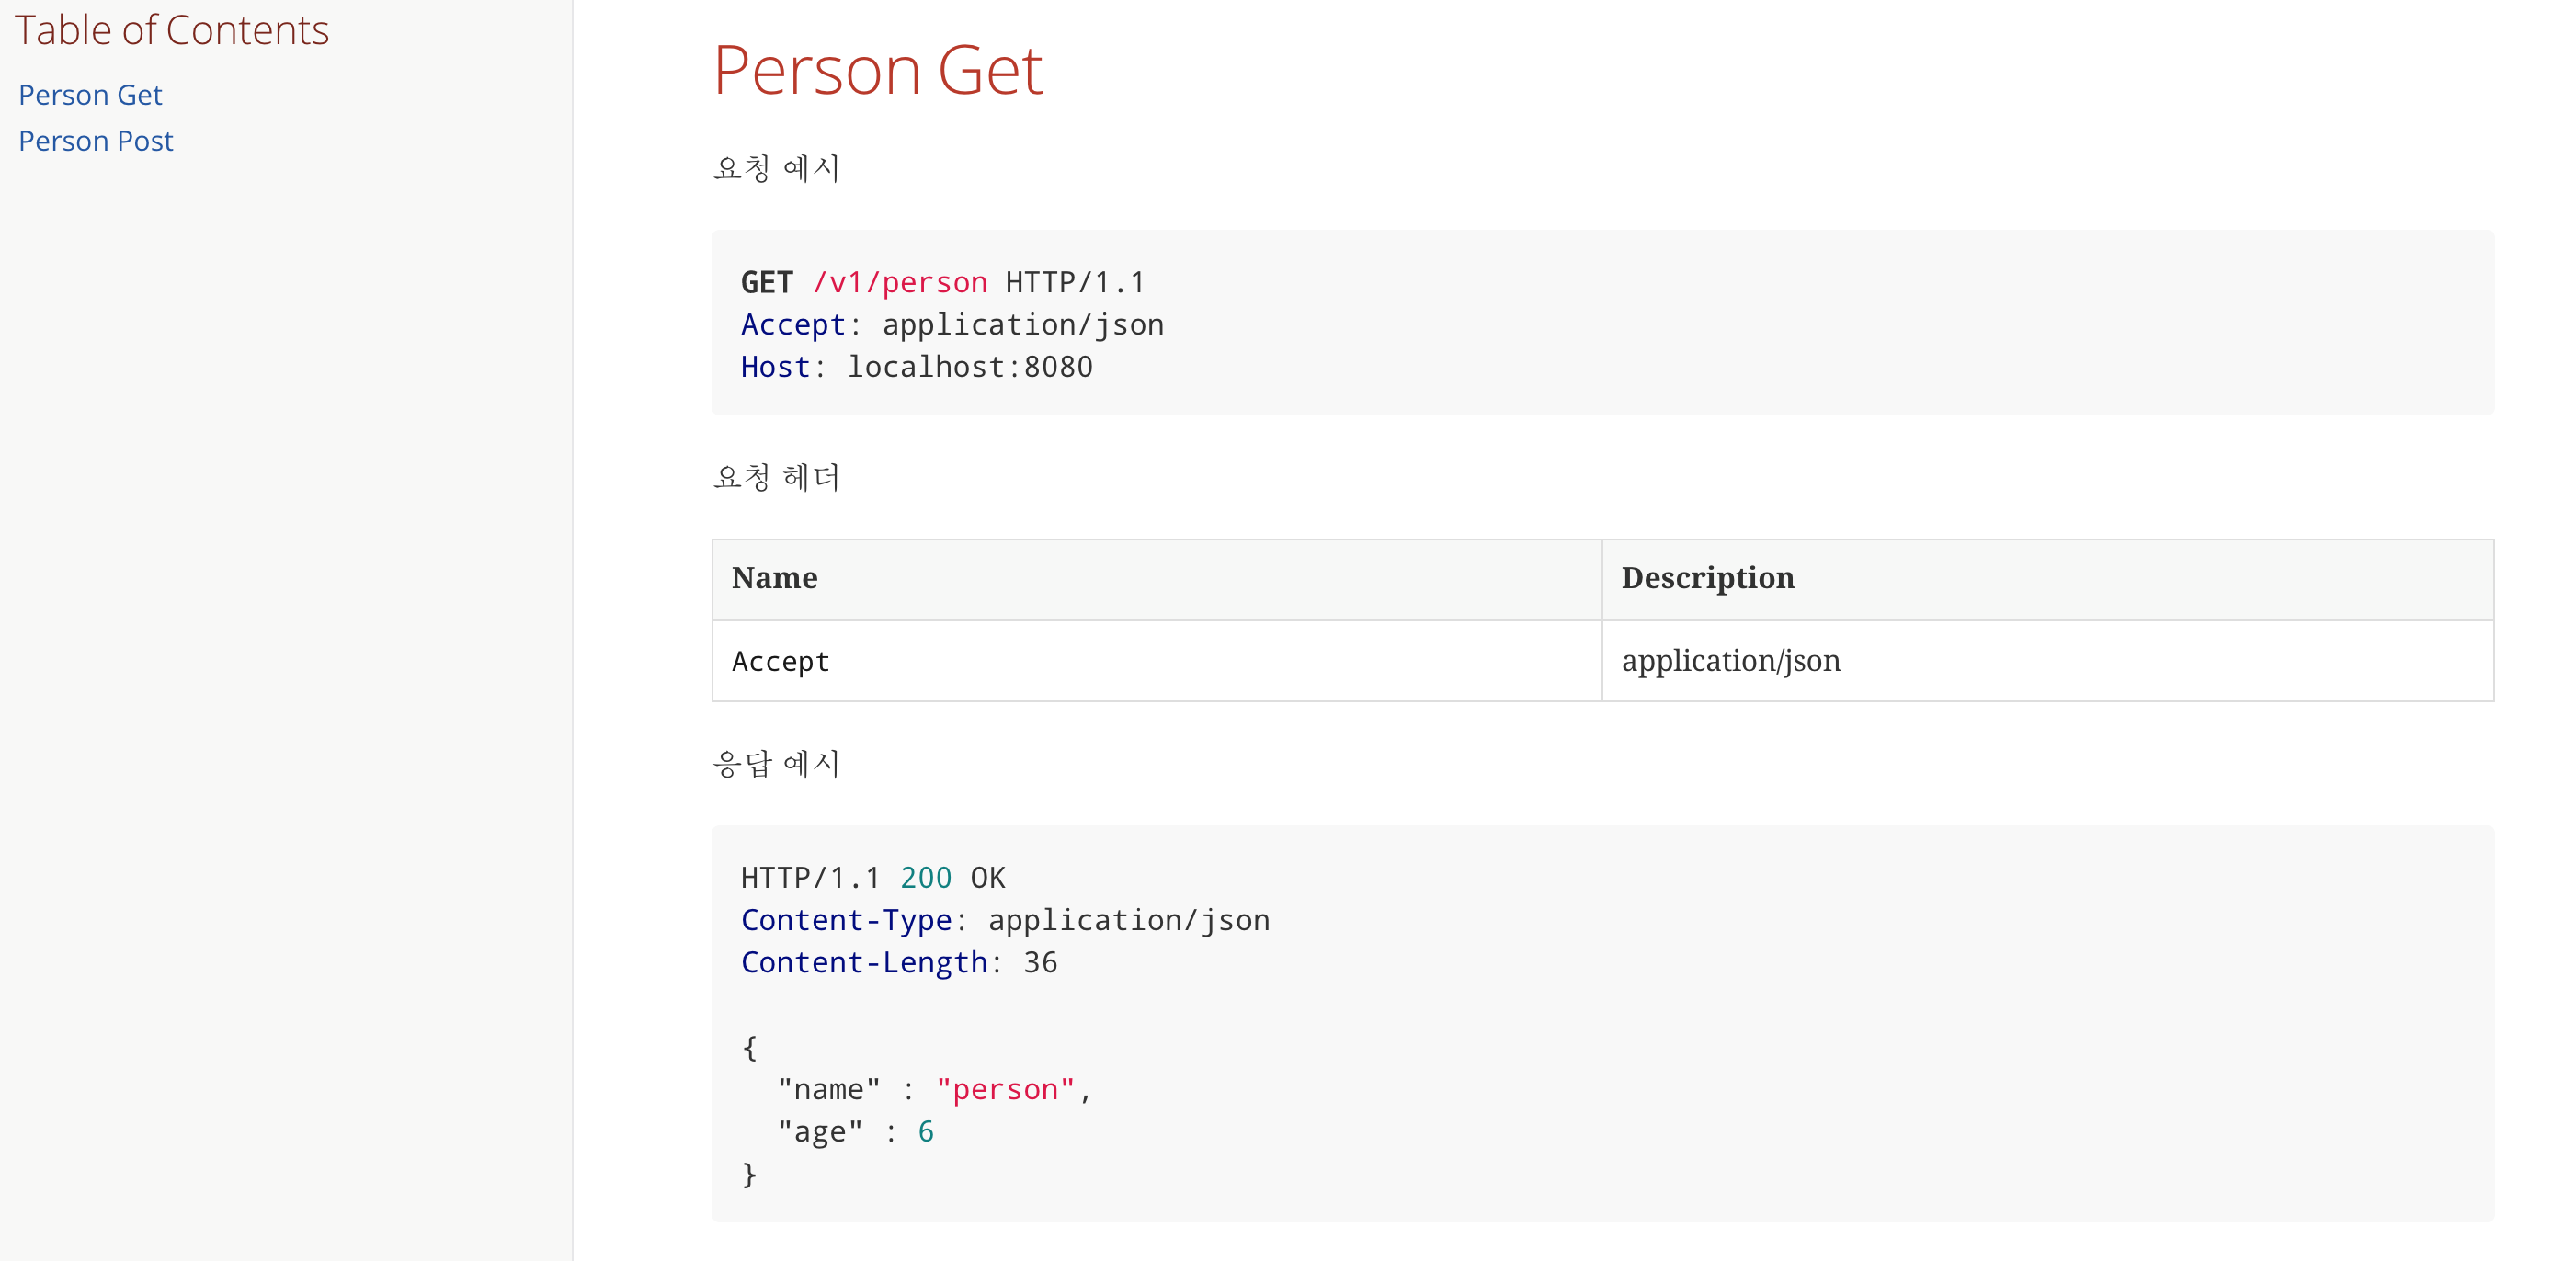 Table of Contents
Person Get
Person Post
Person Get
요청 예시
GET /v1/person HTTP/1.1
Accept: application/json
Host: localhost:8080
요청 헤더
Name Description
Accept application/json
응답 예시
HTTP/1.1 200 OK
Content-Type: application/json
Content-Length: 36
{
  "name" : "person",
  "age" : 6
}